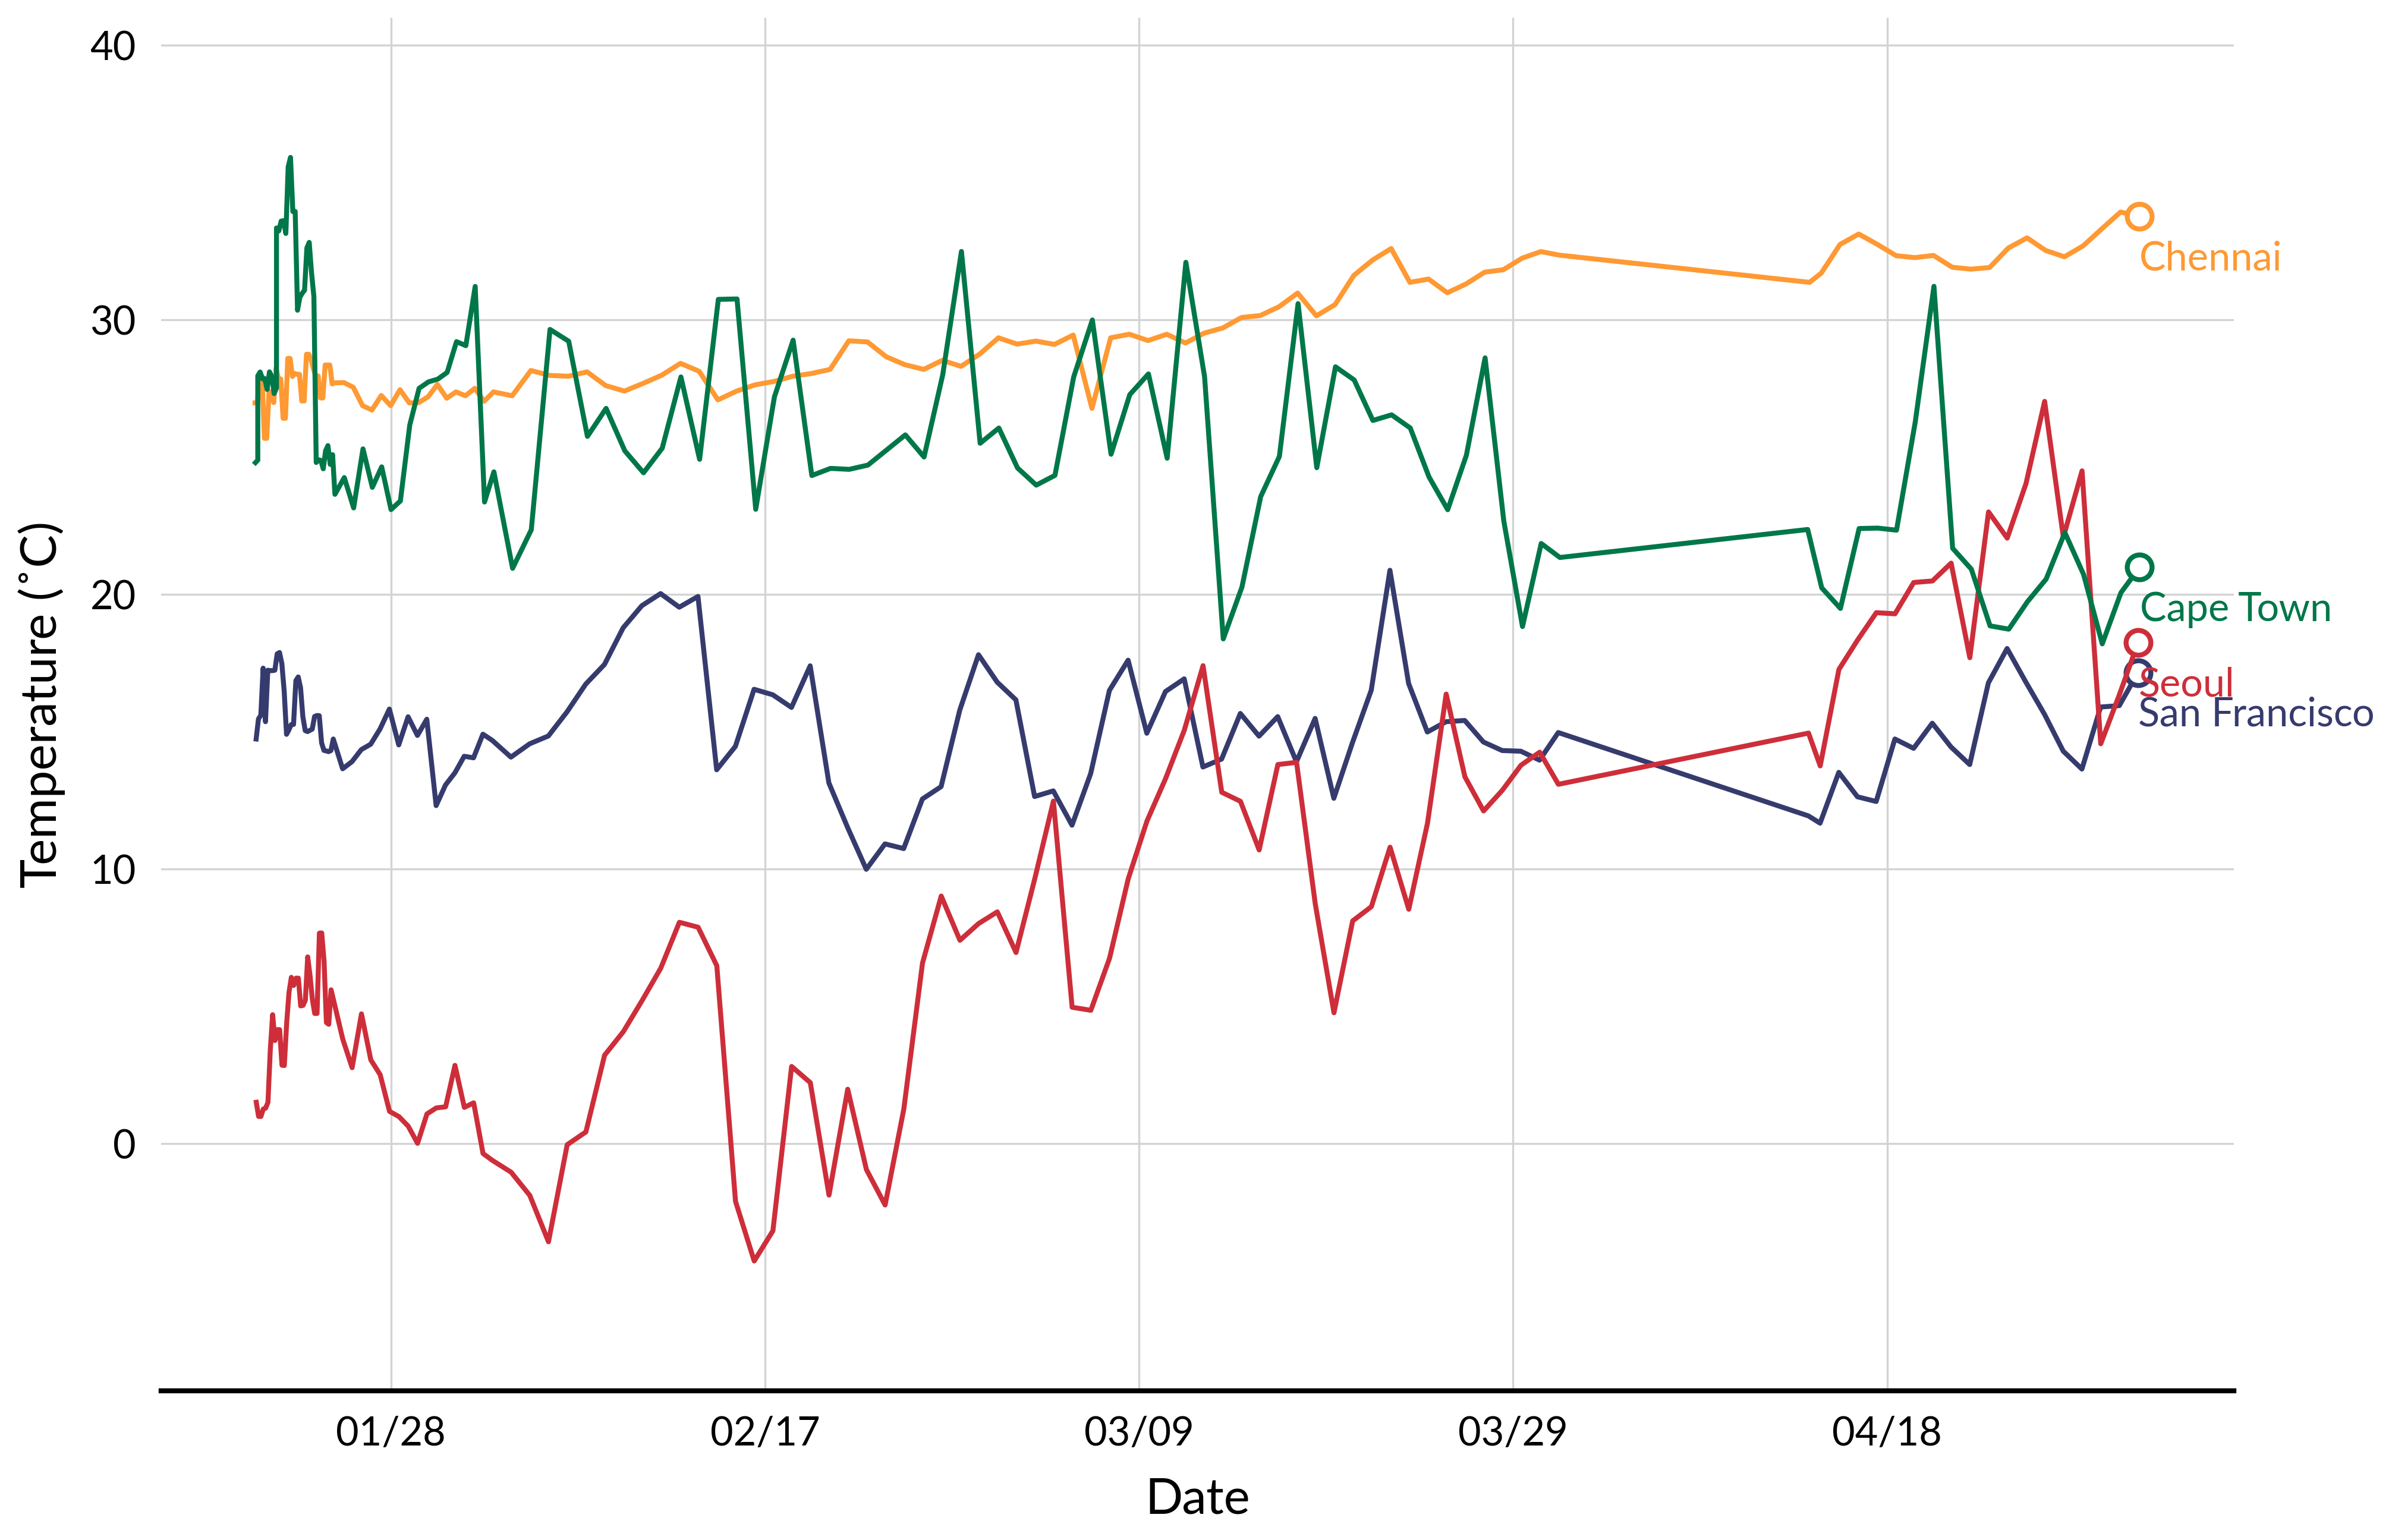 40
30
20
10
0
Temperature (°C)
Chennai
Cape Town
Seoul
San Francisco
01/28
02/17
03/09
03/29
04/18
Date